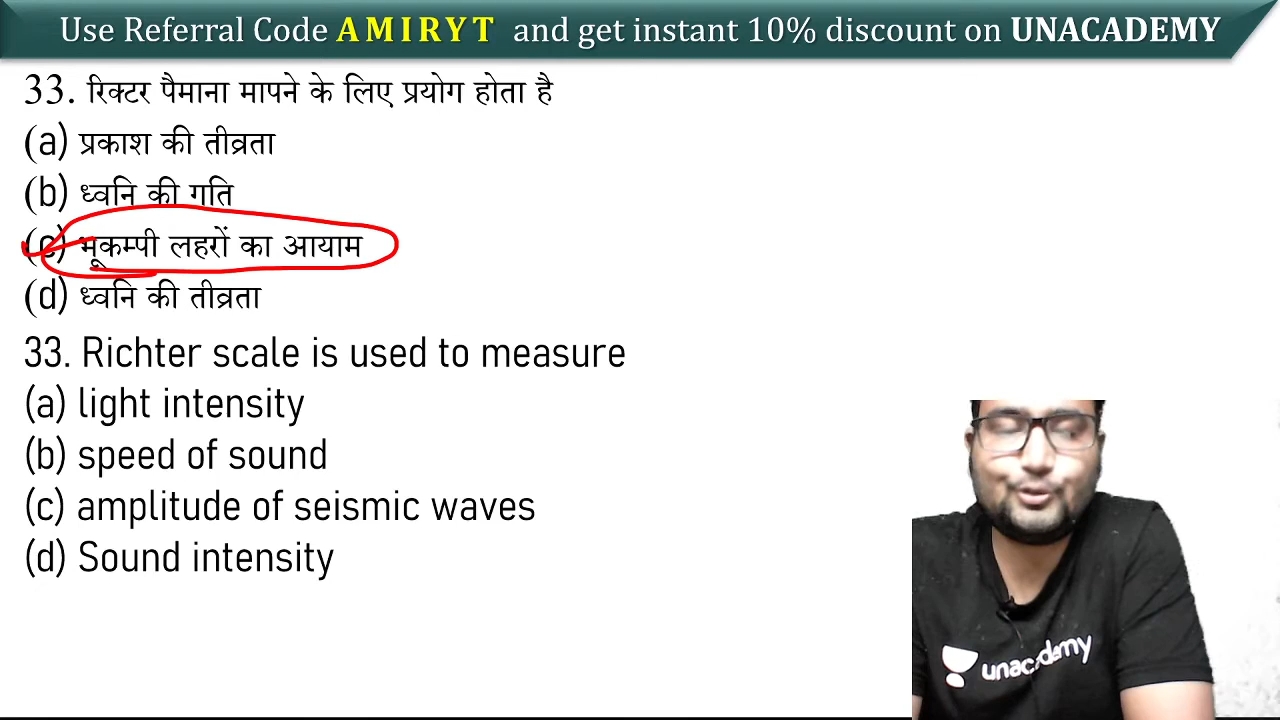 Use Referral Code AMIRYT and get instant 10% discount on UNACADEMY
33. रिक्टर पैमाना मापने के लिए प्रयोग होता है
(a) प्रकाश की तीव्रता
(b) ध्वनि की गति
(c) भूकम्पी लहरों का आयाम
(d) ध्वनि की तीव्रता
33. Richter scale is used to measure
(a) light intensity
(b) speed of sound
(c) amplitude of seismic waves
(d) Sound intensity
unacademy